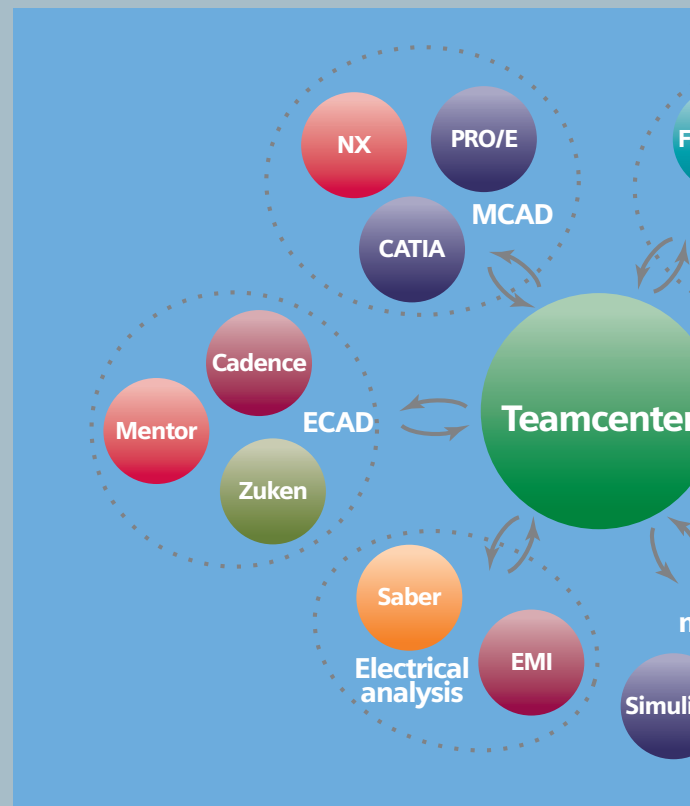 NX
PRO/E
CATIA
MCAD
Cadence
Mentor
Zuken
ECAD
Teamcenter
Saber
EMI
Electrical
analysis